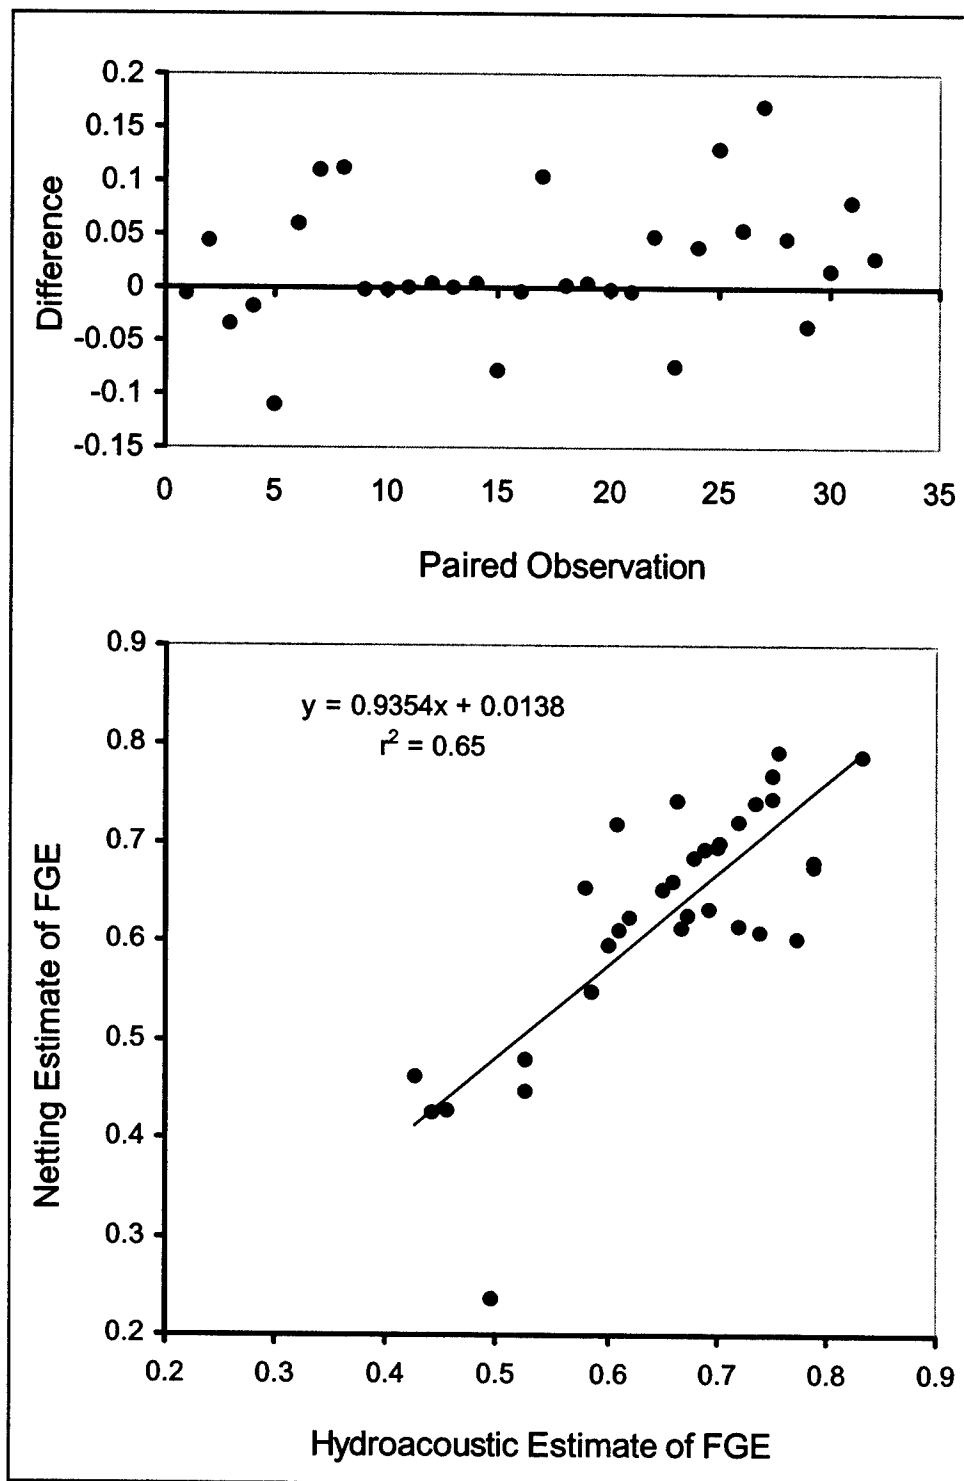 0.2
0.15
0.1
0.05
0
-0.05
-0.1
-0.15
Difference
0 5 10 15 20 25 30 35
Paired Observation
0.9
0.8
0.7
0.6
0.5
0.4
0.3
0.2
y = 0.9354x + 0.0138
r² = 0.65
Netting Estimate of FGE
0.2 0.3 0.4 0.5 0.6 0.7 0.8 0.9
Hydroacoustic Estimate of FGE